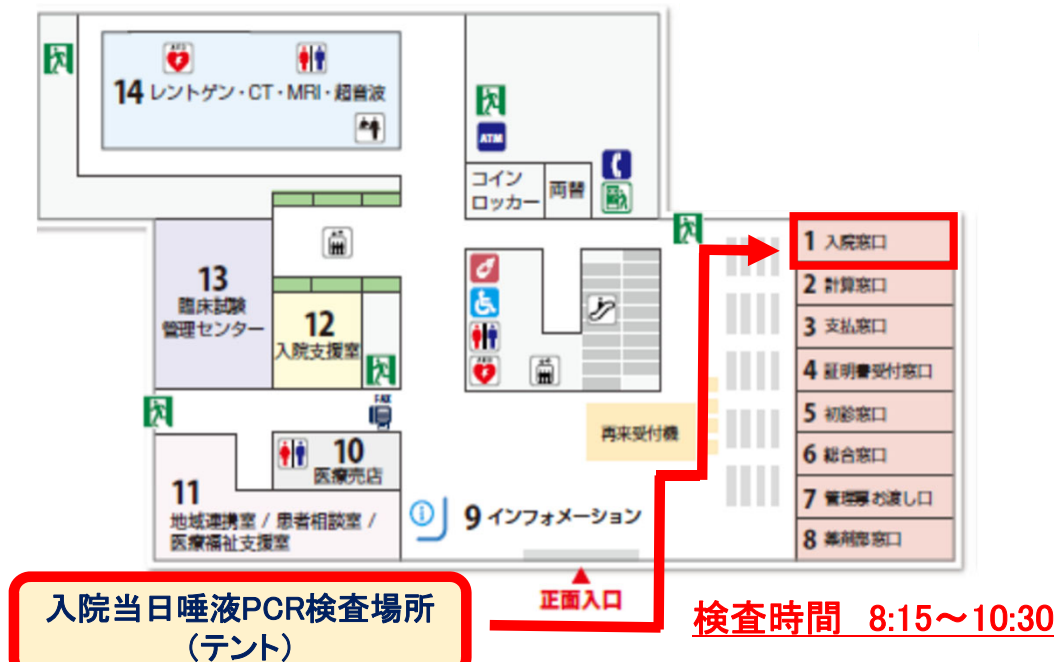 AED
14 レントゲン・CT・MRI・超音波
ATM
コイン
ロッカー
両替
13
臨床試験
管理センター
12
入院支援室
AED
FAX
10
医療売店
11
地域連携室 / 患者相談室 /
医療福祉支援室
9 インフォメーション
再来受付機
1 入院窓口
2 計算窓口
3 支払窓口
4 証明書受付窓口
5 初診窓口
6 総合窓口
7 管理票お渡し口
8 薬剤部窓口
正面入口
入院当日唾液PCR検査場所
(テント)
検査時間 8:15～10:30